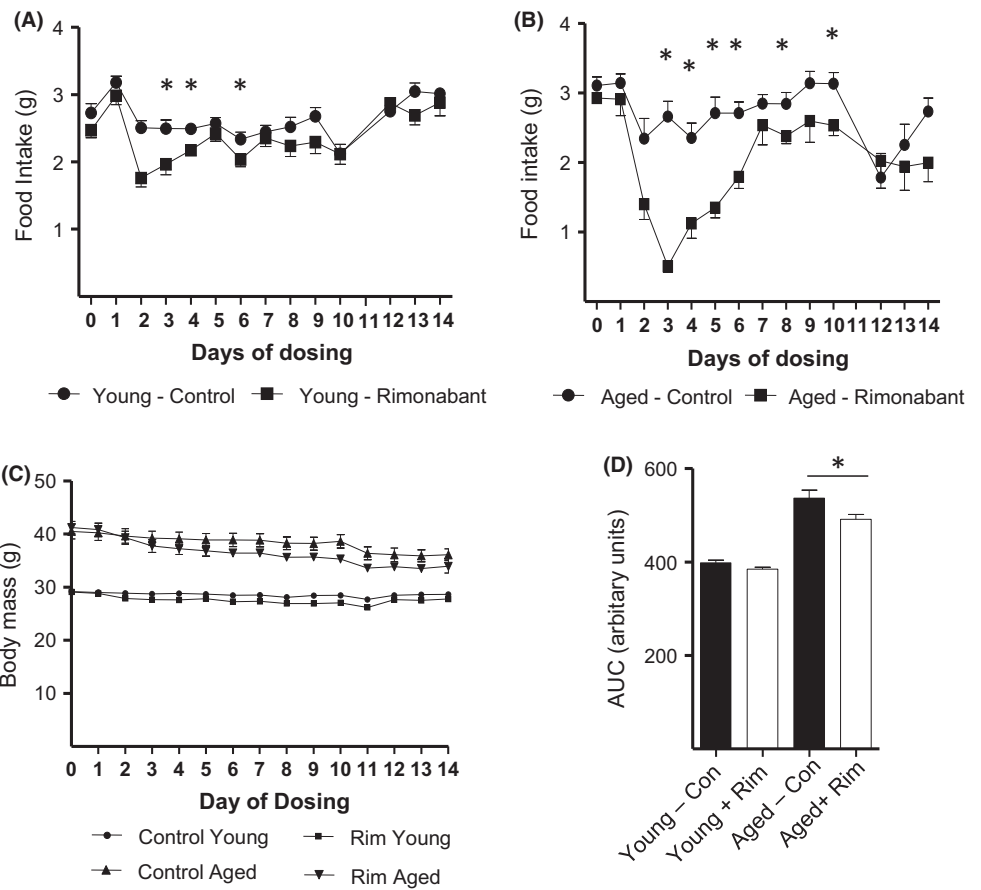 (A)
4
3
2
1
Food Intake (g)
* * *
0 1 2 3 4 5 6 7 8 9 10 11 12 13 14
Days of dosing
Young - Control Young - Rimonabant
(B)
4
3
2
1
Food intake (g)
* * * * * *
0 1 2 3 4 5 6 7 8 9 10 11 12 13 14
Days of dosing
Aged - Control Aged - Rimonabant
(C)
50
40
30
20
10
Body mass (g)
0 1 2 3 4 5 6 7 8 9 10 11 12 13 14
Day of Dosing
Control Young Rim Young
Control Aged Rim Aged
(D)
600
400
200
AUC (arbitary units)
*
Young – Con
Young + Rim
Aged – Con
Aged+ Rim